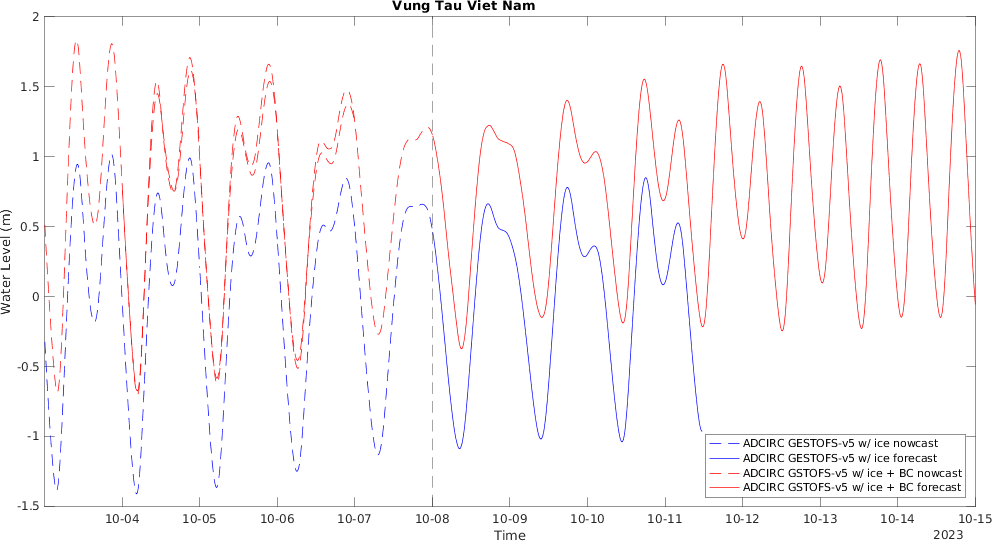 Vung Tau Viet Nam
2
1.5
1
0.5
0
-0.5
-1
-1.5
Water Level (m)
ADCIRC GESTOFS-v5 w/ ice nowcast
ADCIRC GESTOFS-v5 w/ ice forecast
ADCIRC GSTOFS-v5 w/ ice + BC nowcast
ADCIRC GSTOFS-v5 w/ ice + BC forecast
10-04 10-05 10-06 10-07 10-08 10-09 10-10 10-11 10-12 10-13 10-14 10-15
Time
2023